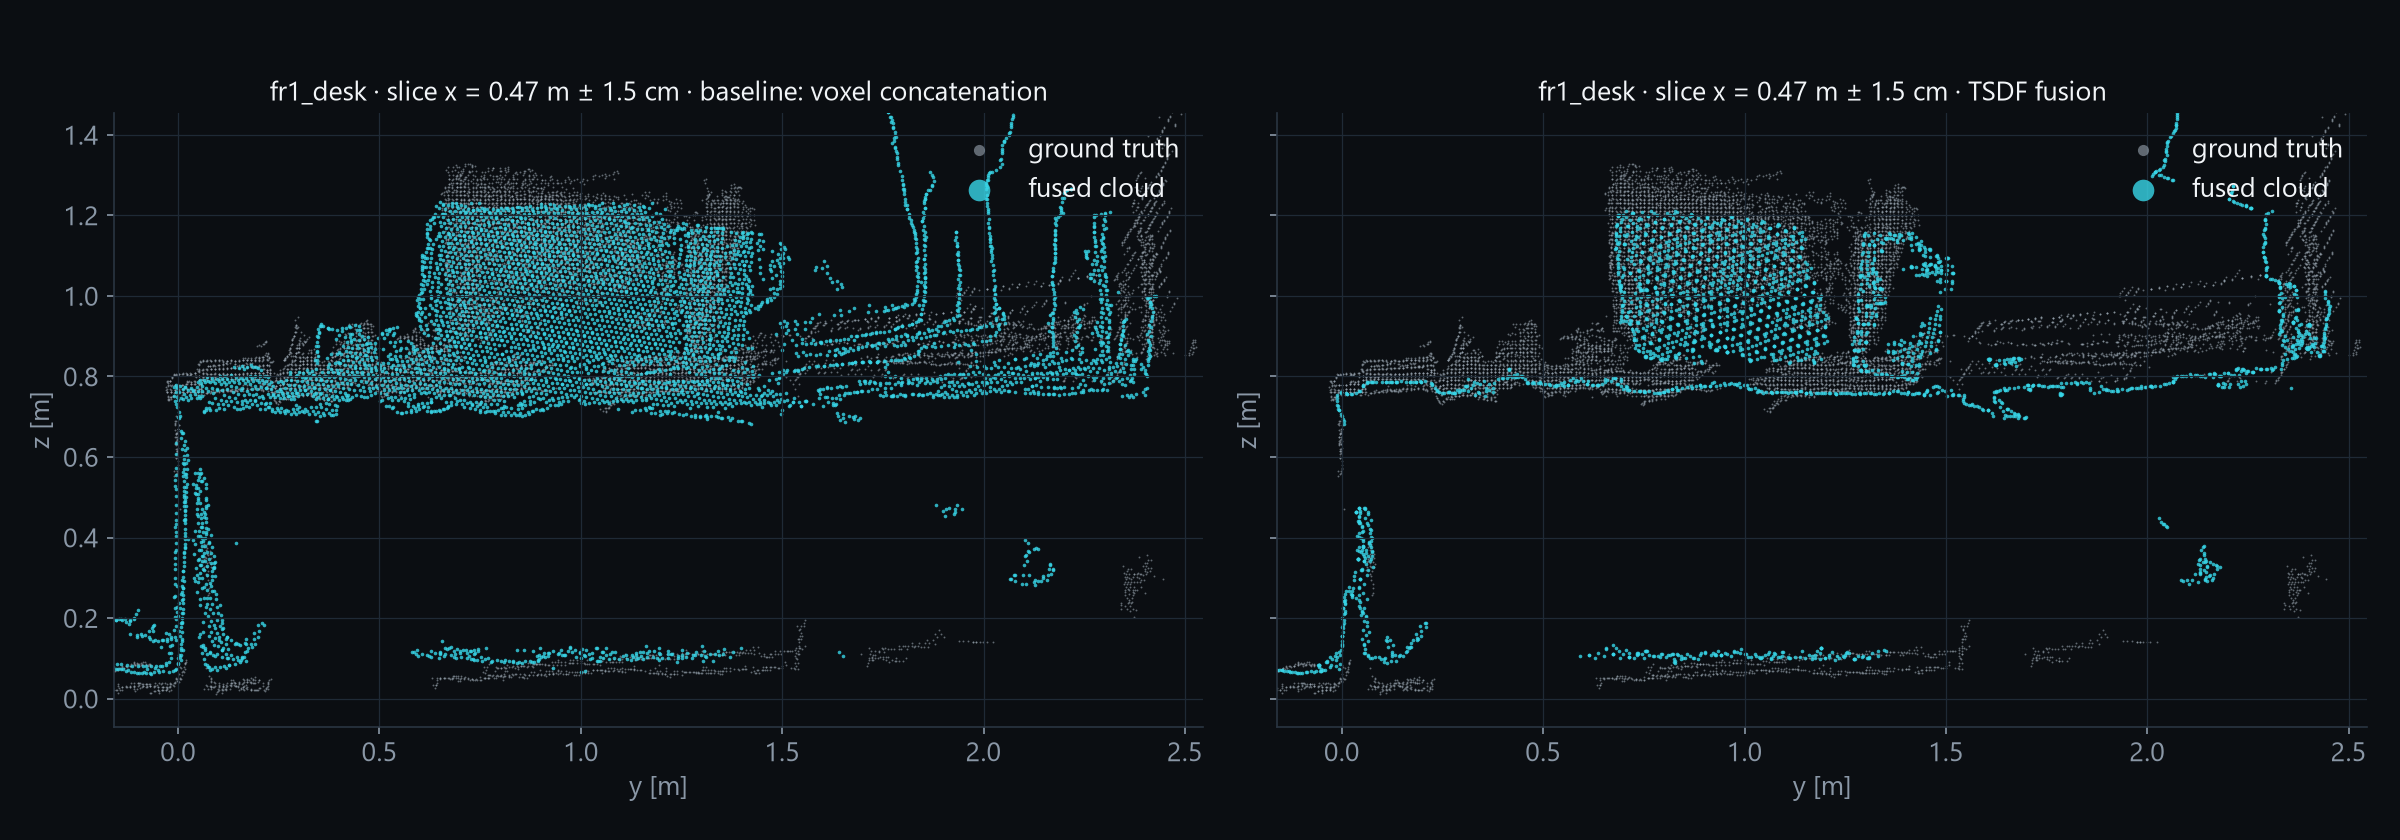 fr1_desk · slice x = 0.47 m ± 1.5 cm · baseline: voxel concatenation
ground truth
fused cloud
1.4
1.2
1.0
0.8
0.6
0.4
0.2
0.0
z [m]
0.0 0.5 1.0 1.5 2.0 2.5
y [m]
fr1_desk · slice x = 0.47 m ± 1.5 cm · TSDF fusion
ground truth
fused cloud
z [m]
0.0 0.5 1.0 1.5 2.0 2.5
y [m]